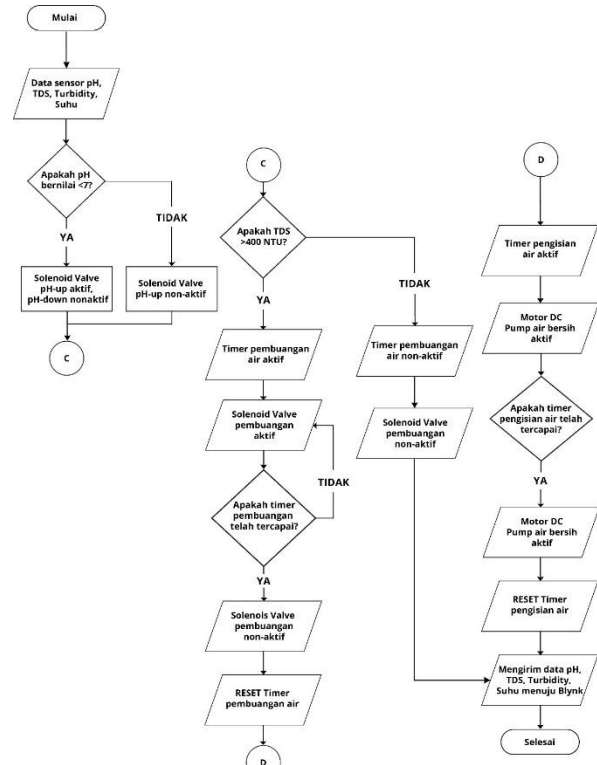 Mulai
Data sensor pH,
TDS, Turbidity,
Suhu
Apakah pH
bernilai <7?
YA
TIDAK
Solenoid Valve
pH-up aktif,
pH-down nonaktif
Solenoid Valve
pH-up non-aktif
C
C
Apakah TDS
>400 NTU?
YA
TIDAK
Timer pembuangan
air aktif
Solenoid Valve
pembuangan
aktif
TIDAK
Apakah timer
pembuangan
telah tercapai?
YA
Solenois Valve
pembuangan
non-aktif
RESET Timer
pembuangan air
D
Timer pembuangan
air non-aktif
Solenoid Valve
pembuangan
non-aktif
D
Timer pengisian
air aktif
Motor DC
Pump air bersih
aktif
Apakah timer
pengisian air telah
tercapai?
YA
Motor DC
Pump air bersih
aktif
RESET Timer
pengisian air
Mengirim data pH,
TDS, Turbidity,
Suhu menuju Blynk
Selesai